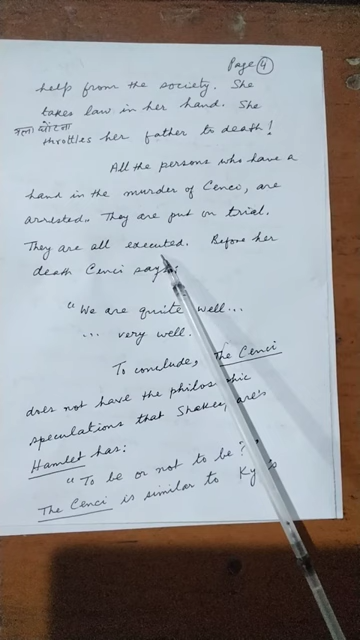 Page 4
help from the society. She
takes law in her hand. She
गला घोंटना
throttles her father to death!
All the persons who have a
hand in the murder of Cenci, are
arrested.. They are put on trial.
They are all executed. Before her
death Cenci says:
"We are quite well...
... very well.
To conclude, The Cenci
does not have the
speculations that
Hamlet has:
"To be or not to be?"
The Cenci is similar to